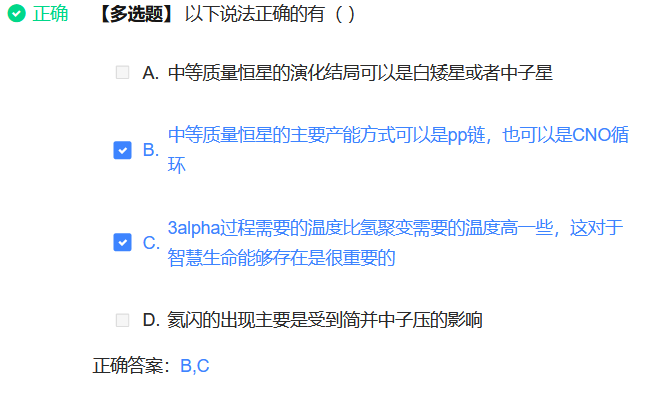 正确 【多选题】 以下说法正确的有（ ）
A. 中等质量恒星的演化结局可以是白矮星或者中子星
B. 中等质量恒星的主要产能方式可以是pp链，也可以是CNO循
环
C. 3alpha过程需要的温度比氢聚变需要的温度高一些，这对于
智慧生命能够存在是很重要的
D. 氦闪的出现主要是受到简并中子压的影响
正确答案：B,C